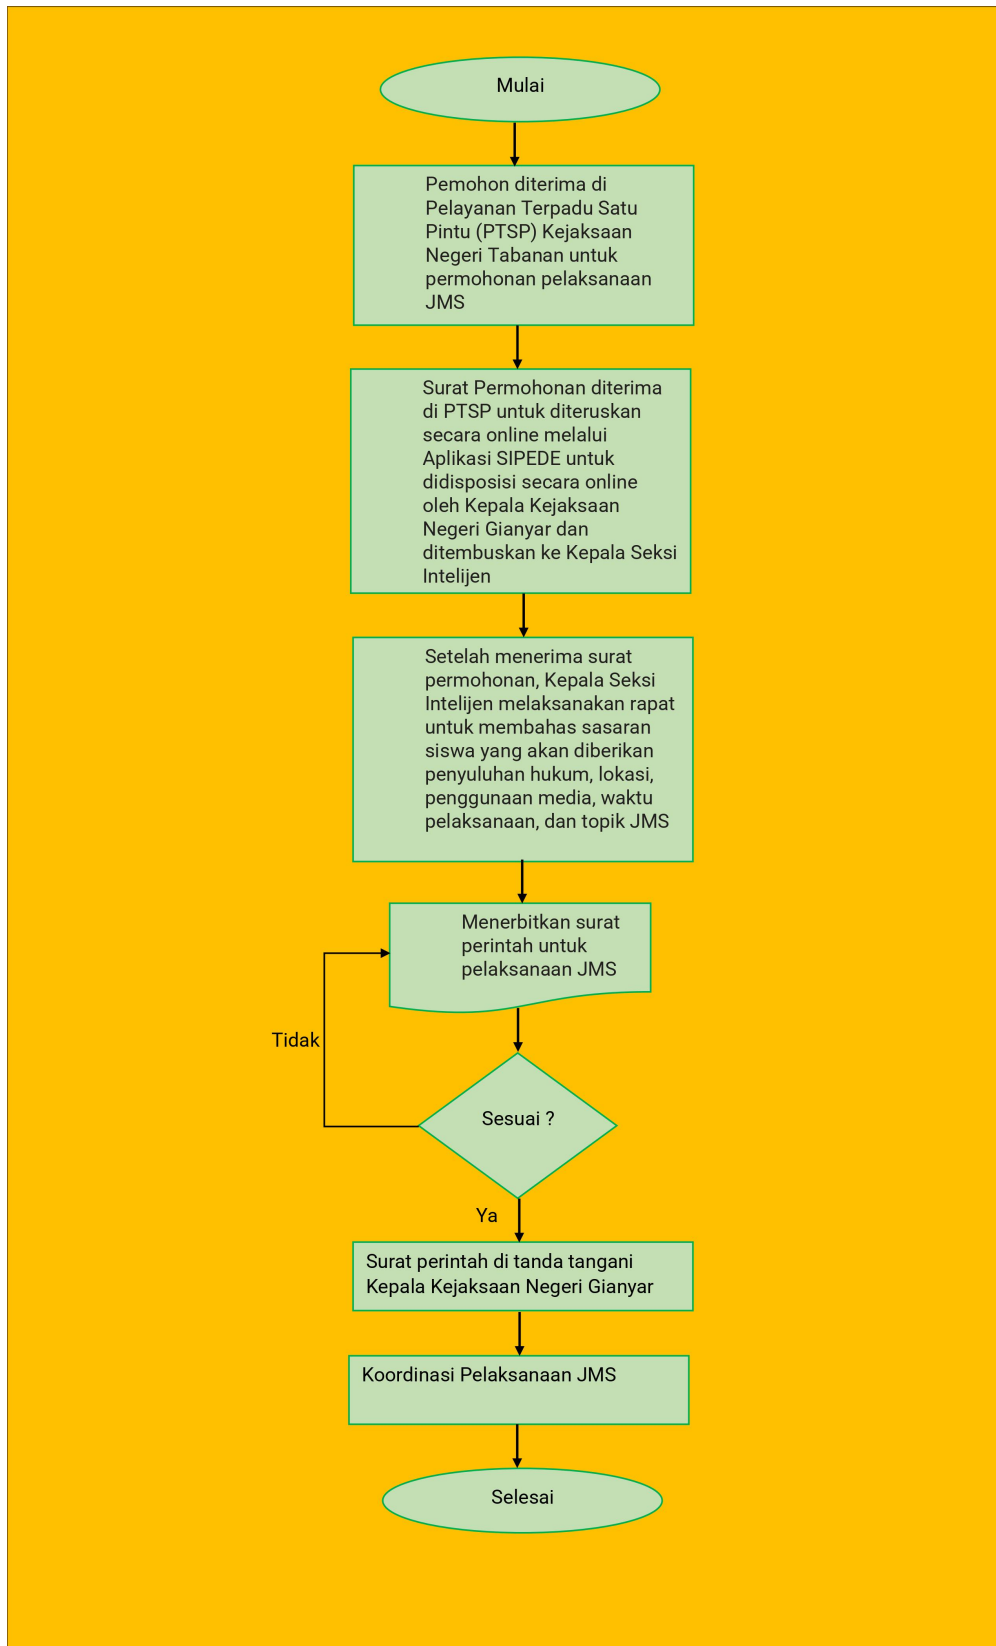 Mulai
Pemohon diterima di
Pelayanan Terpadu Satu
Pintu (PTSP) Kejaksaan
Negeri Tabanan untuk
permohonan pelaksanaan
JMS
Surat Permohonan diterima
di PTSP untuk diteruskan
secara online melalui
Aplikasi SIPEDE untuk
didisposisi secara online
oleh Kepala Kejaksaan
Negeri Gianyar dan
ditembuskan ke Kepala Seksi
Intelijen
Setelah menerima surat
permohonan, Kepala Seksi
Intelijen melaksanakan rapat
untuk membahas sasaran
siswa yang akan diberikan
penyuluhan hukum, lokasi,
penggunaan media, waktu
pelaksanaan, dan topik JMS
Menerbitkan surat
perintah untuk
pelaksanaan JMS
Tidak
Sesuai ?
Ya
Surat perintah di tanda tangani
Kepala Kejaksaan Negeri Gianyar
Koordinasi Pelaksanaan JMS
Selesai